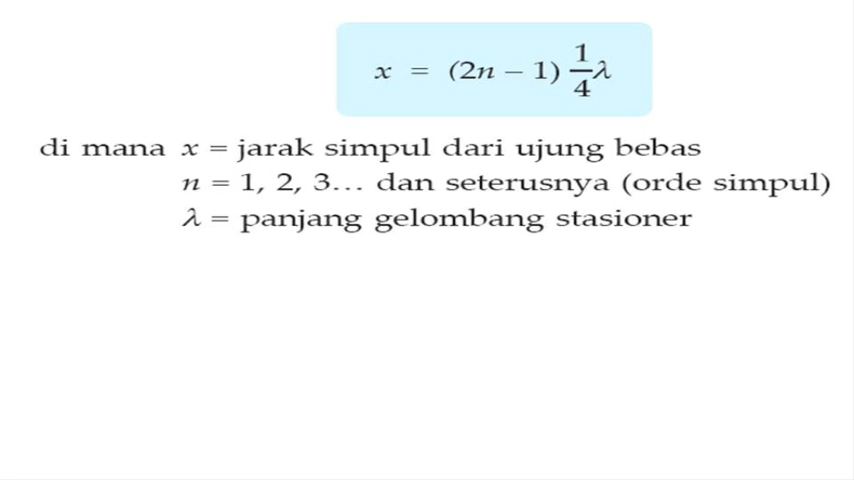 x = (2n – 1) 1/4 λ
di mana x = jarak simpul dari ujung bebas
n = 1, 2, 3... dan seterusnya (orde simpul)
λ = panjang gelombang stasioner